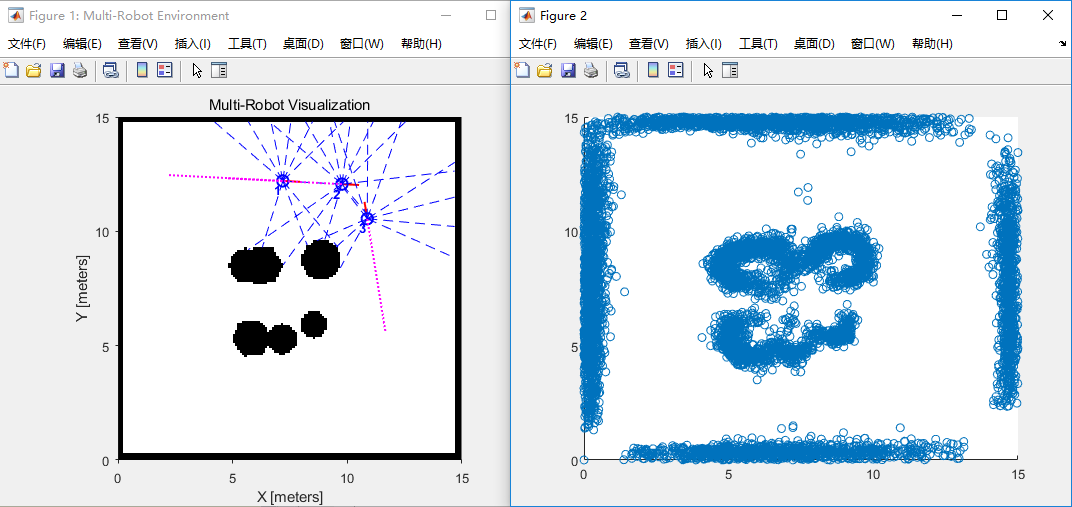 Figure 1: Multi-Robot Environment
文件(F) 编辑(E) 查看(V) 插入(I) 工具(T) 桌面(D) 窗口(W) 帮助(H)
Multi-Robot Visualization
15
10
5
0
Y [meters]
0 5 10 15
X [meters]
1
2
3
Figure 2
文件(F) 编辑(E) 查看(V) 插入(I) 工具(T) 桌面(D) 窗口(W) 帮助(H)
15
10
5
0
0 5 10 15